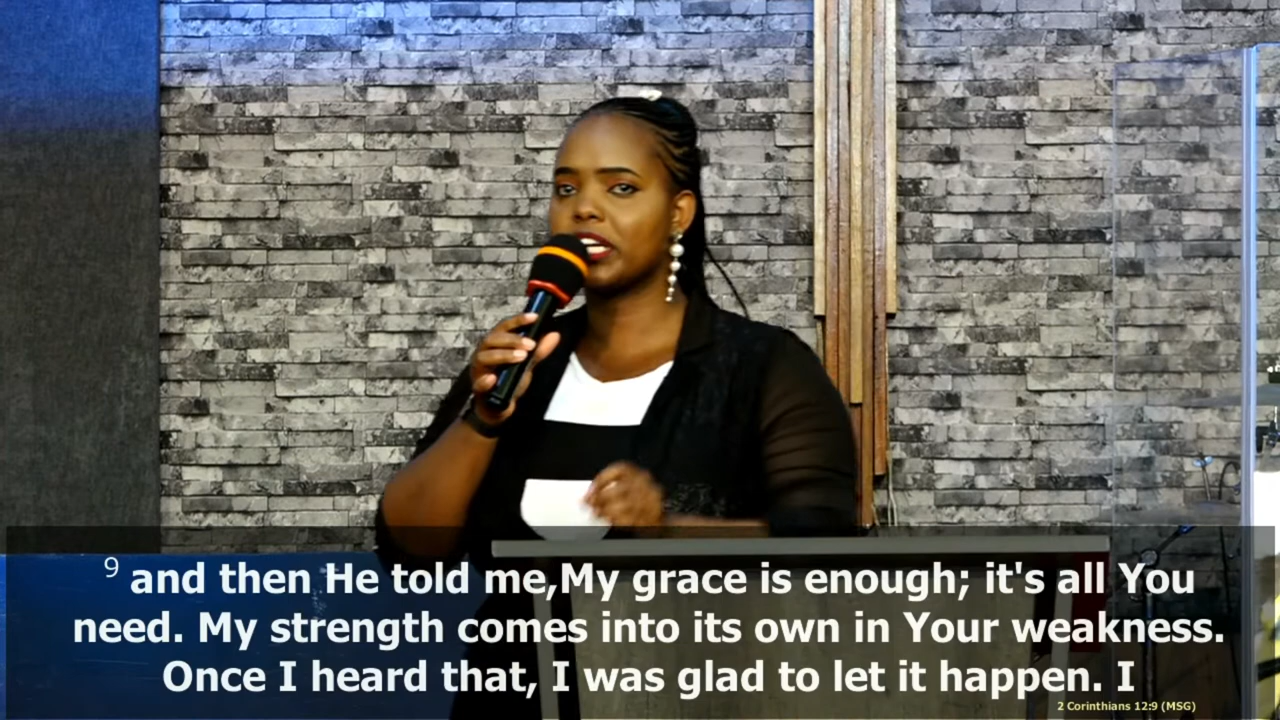 9 and then He told me,My grace is enough; it's all You
need. My strength comes into its own in Your weakness.
Once I heard that, I was glad to let it happen. I
2 Corinthians 12:9 (MSG)